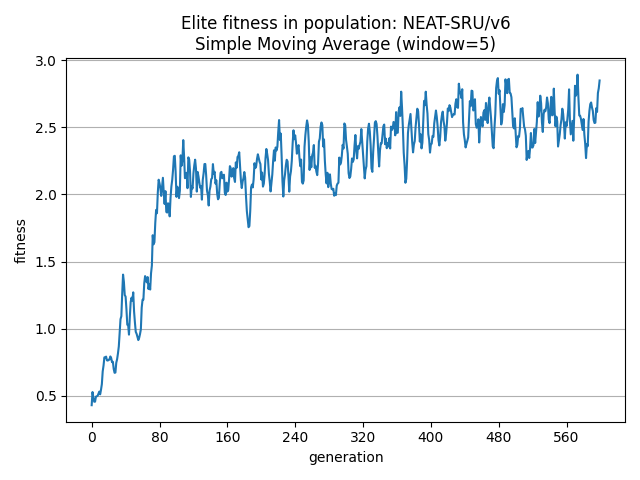 Elite fitness in population: NEAT-SRU/v6
Simple Moving Average (window=5)
3.0
2.5
2.0
1.5
1.0
0.5
fitness
0 80 160 240 320 400 480 560
generation